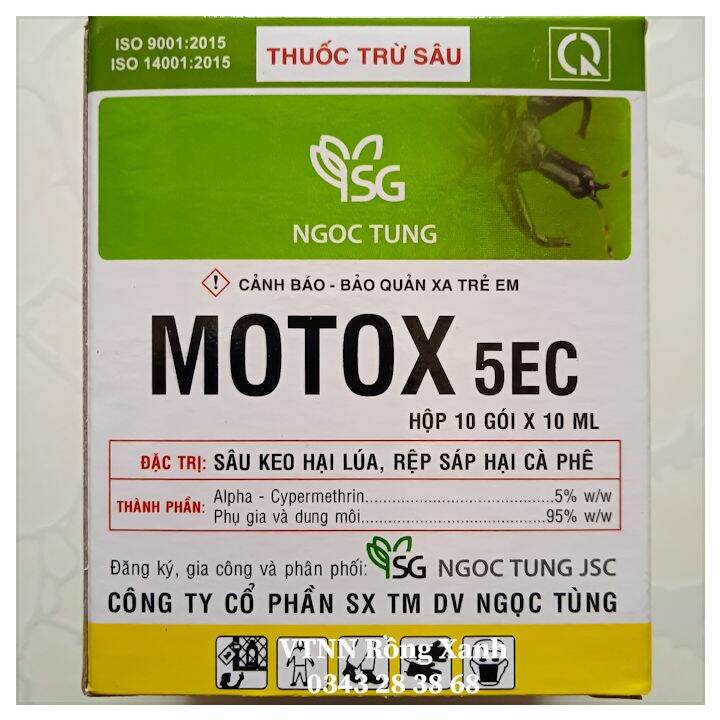 ISO 9001:2015
ISO 14001:2015
THUỐC TRỪ SÂU
SG
NGOC TUNG
CẢNH BÁO - BẢO QUẢN XA TRẺ EM
MOTOX 5EC
HỘP 10 GÓI X 10 ML
ĐẶC TRỊ: SÂU KEO HẠI LÚA, RỆP SÁP HẠI CÀ PHÊ
THÀNH PHẦN:
Alpha - Cypermethrin..............................5% w/w
Phụ gia và dung môi..............................95% w/w
Đăng ký, gia công và phân phối: SG NGOC TUNG JSC
CÔNG TY CỔ PHẦN SX TM DV NGỌC TÙNG
VTNN Rồng Xanh
0343 28 38 68